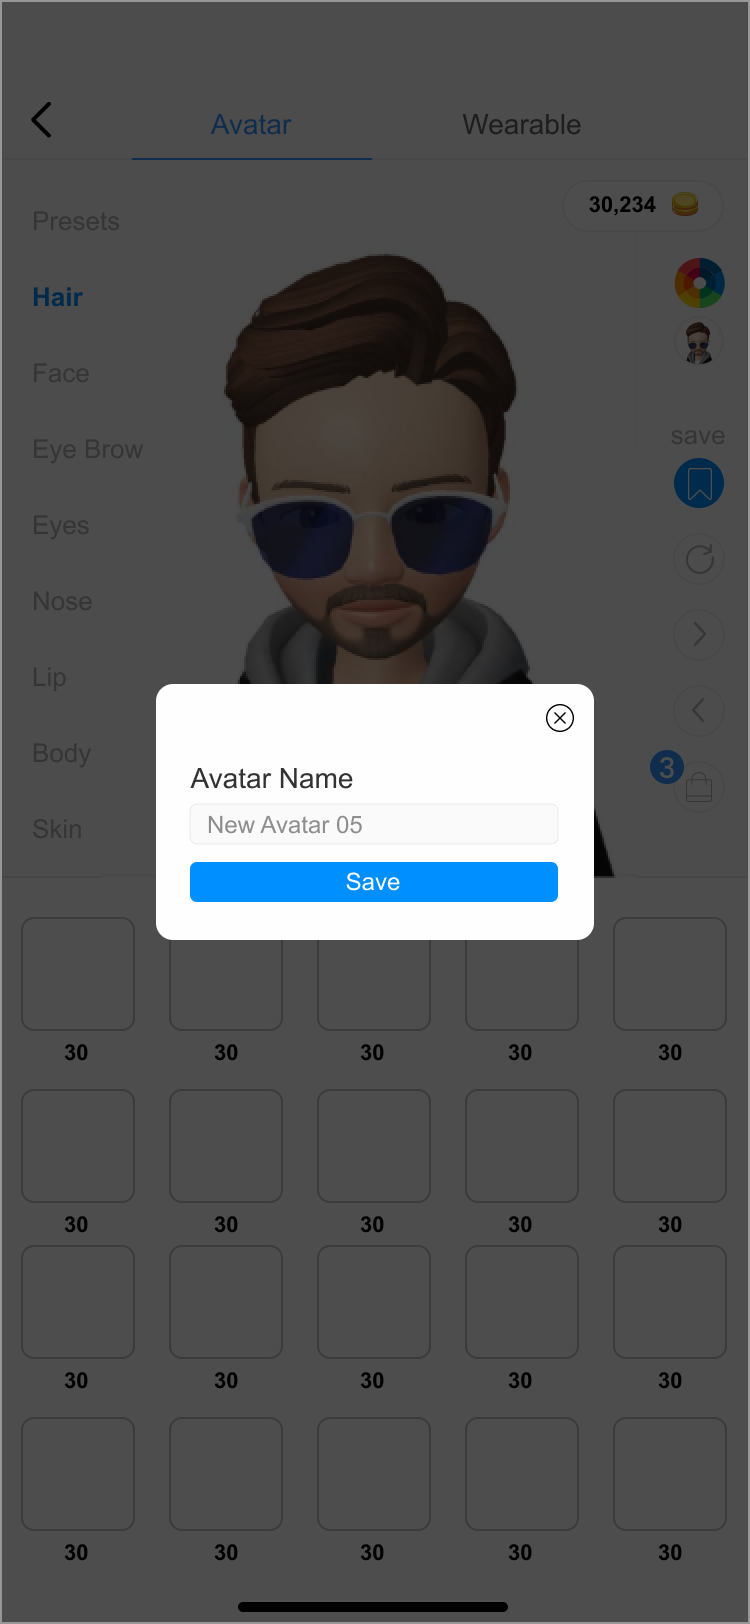 Avatar
Wearable
30,234
Presets
Hair
Face
Eye Brow
save
Eyes
Nose
Lip
Body
3
Skin
Avatar Name
New Avatar 05
Save
30 30 30 30 30
30 30 30 30 30
30 30 30 30 30
30 30 30 30 30